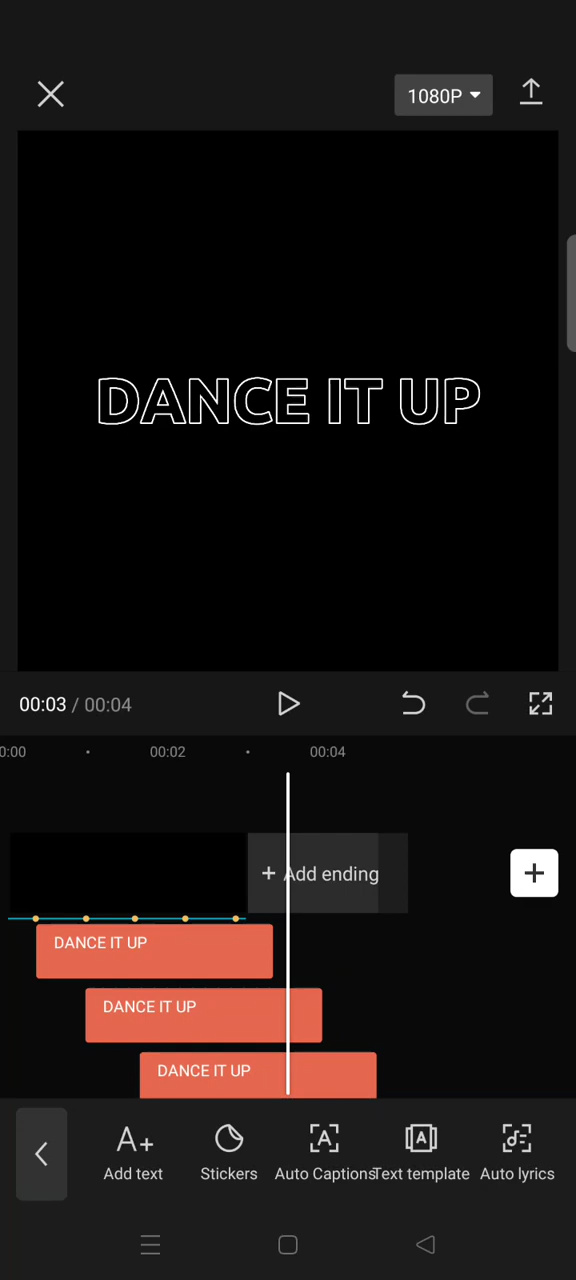 1080P
DANCE IT UP
00:03 / 00:04
0:00
00:02
00:04
+ Add ending
DANCE IT UP
DANCE IT UP
DANCE IT UP
A+
Add text
Stickers
Auto Captions
Text template
Auto lyrics